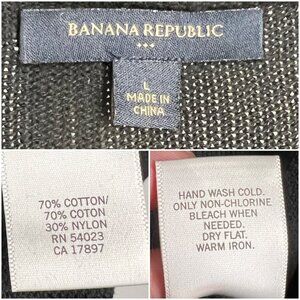 BANANA REPUBLIC
L
MADE IN
CHINA
70% COTTON/
70% COTON
30% NYLON
RN 54023
CA 17897
HAND WASH COLD.
ONLY NON-CHLORINE
BLEACH WHEN
NEEDED.
DRY FLAT.
WARM IRON.